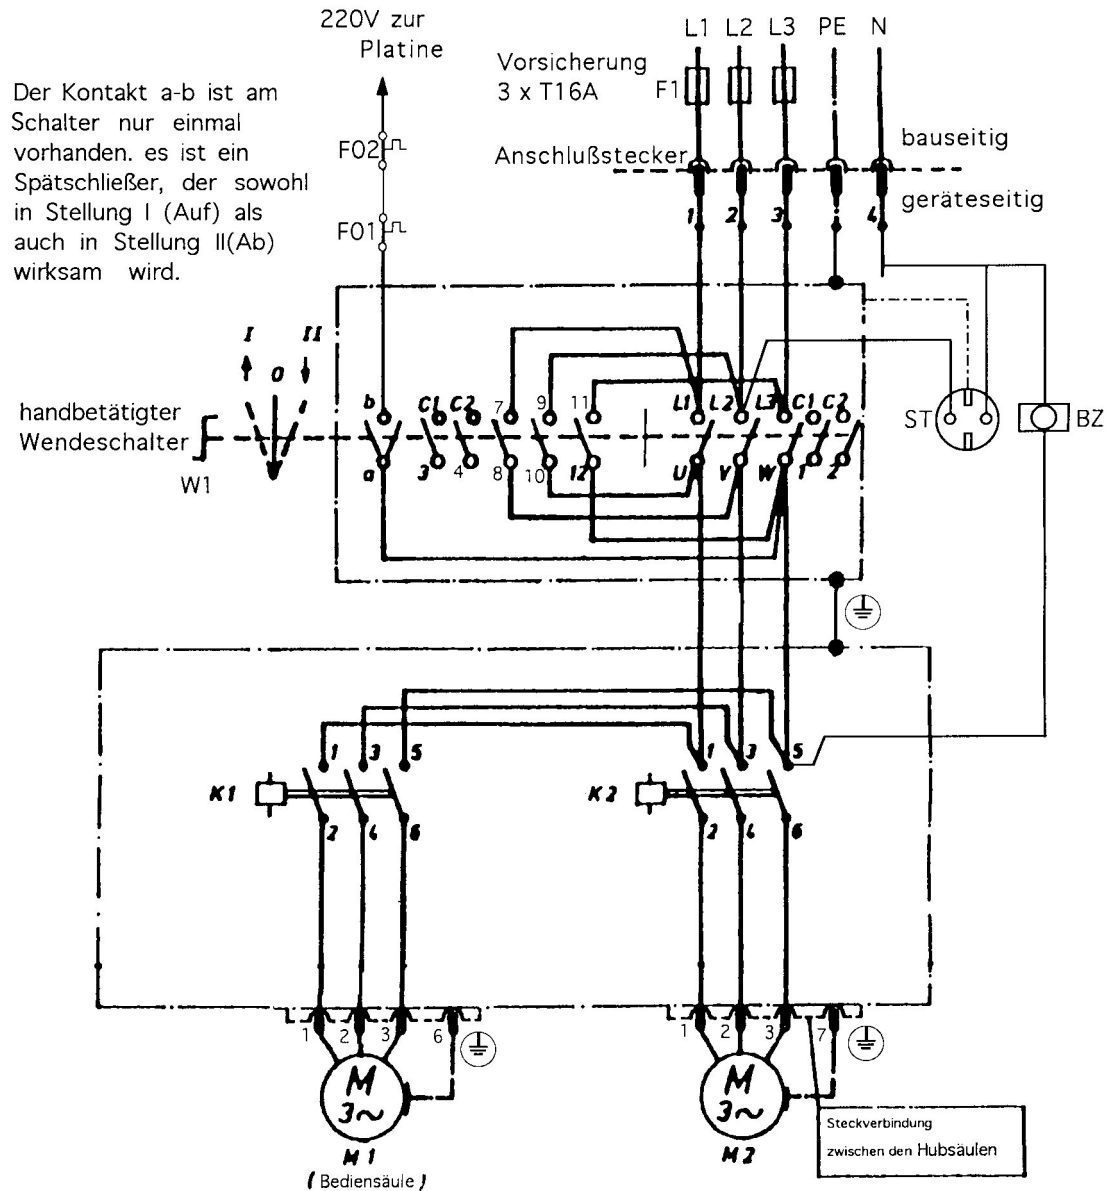 220V zur
Platine
L1 L2 L3 PE N
Vorsicherung
3 x T16A
F1
Der Kontakt a-b ist am
Schalter nur einmal
vorhanden. es ist ein
Spätschließer, der sowohl
in Stellung I (Auf) als
auch in Stellung II(Ab)
wirksam wird.
F02
F01
Anschlußstecker
bauseitig
geräteseitig
1 2 3 4
I 0 II
handbetätigter
Wendeschalter
W1
b C1 C2 7 9 11 L1 L2 L3 C1 C2
a 3 4 8 10 12 U V W 1 2
ST
BZ
1 3 5
K1
2 4 6
1 3 5
K2
2 4 6
1 2 3 6
1 2 3 7
M
3~
M1
(Bediensäule)
M
3~
M2
Steckverbindung
zwischen den Hubsäulen